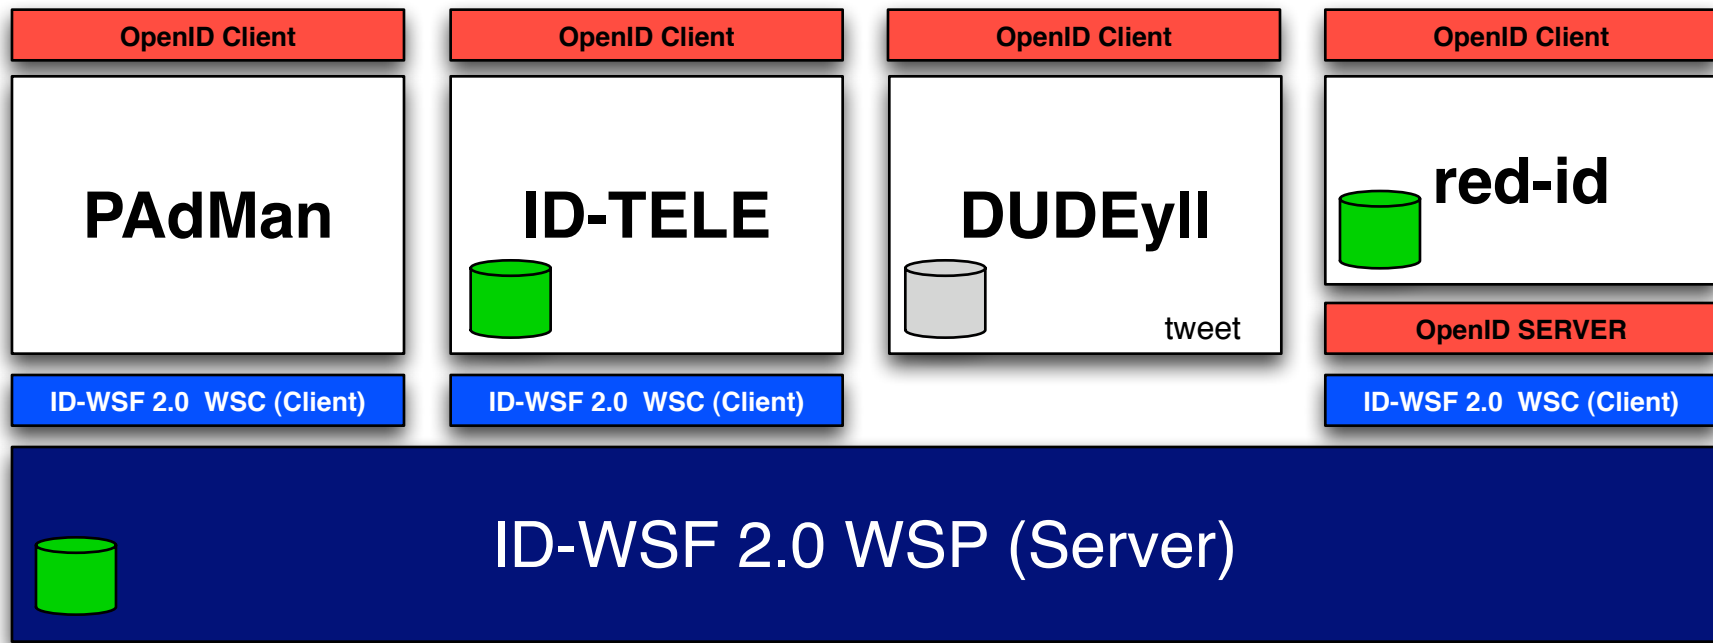 OpenID Client
OpenID Client
OpenID Client
OpenID Client
PAdMan
ID-TELE
DUDEyII
red-id
tweet
OpenID SERVER
ID-WSF 2.0 WSC (Client)
ID-WSF 2.0 WSC (Client)
ID-WSF 2.0 WSC (Client)
ID-WSF 2.0 WSP (Server)